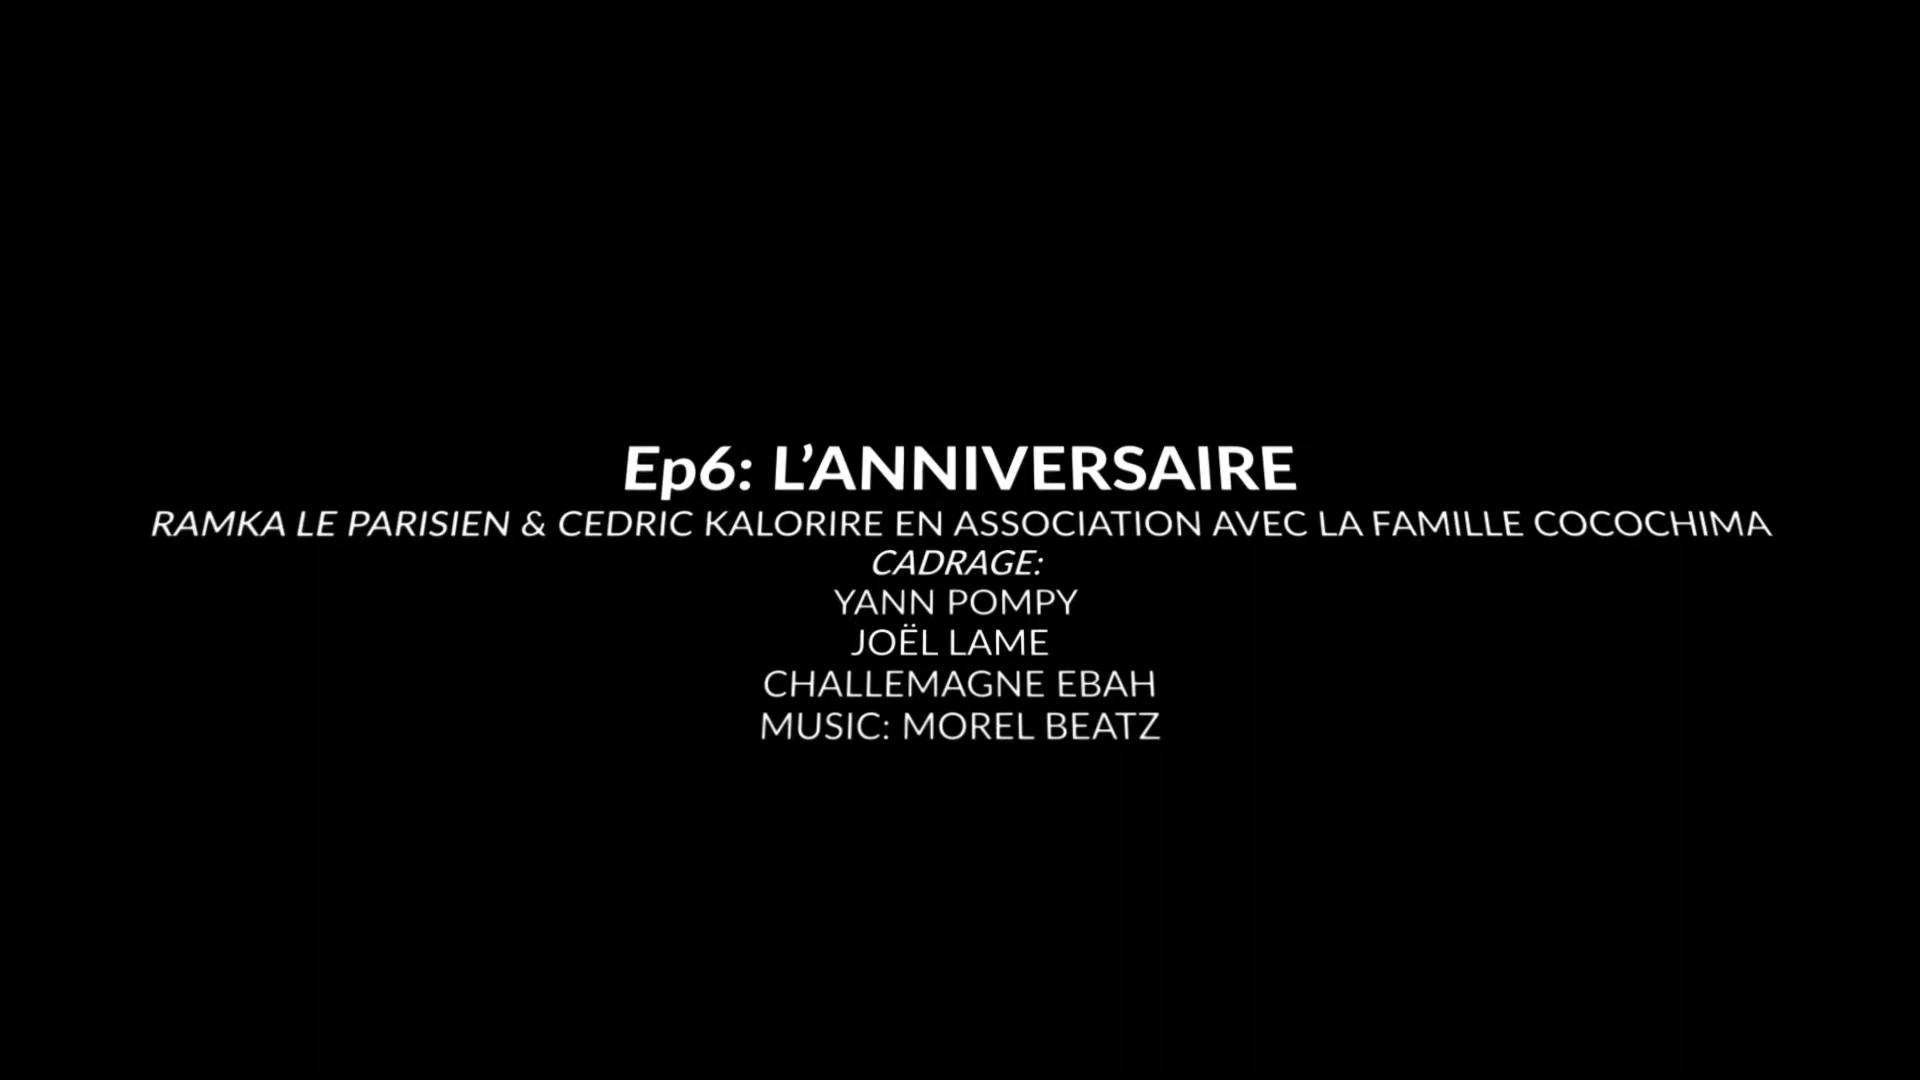 Ep6: L’ANNIVERSAIRE
RAMKA LE PARISIEN & CEDRIC KALORIRE EN ASSOCIATION AVEC LA FAMILLE COCOCHIMA
CADRAGE:
YANN POMPY
JOËL LAME
CHALLEMAGNE EBAH
MUSIC: MOREL BEATZ